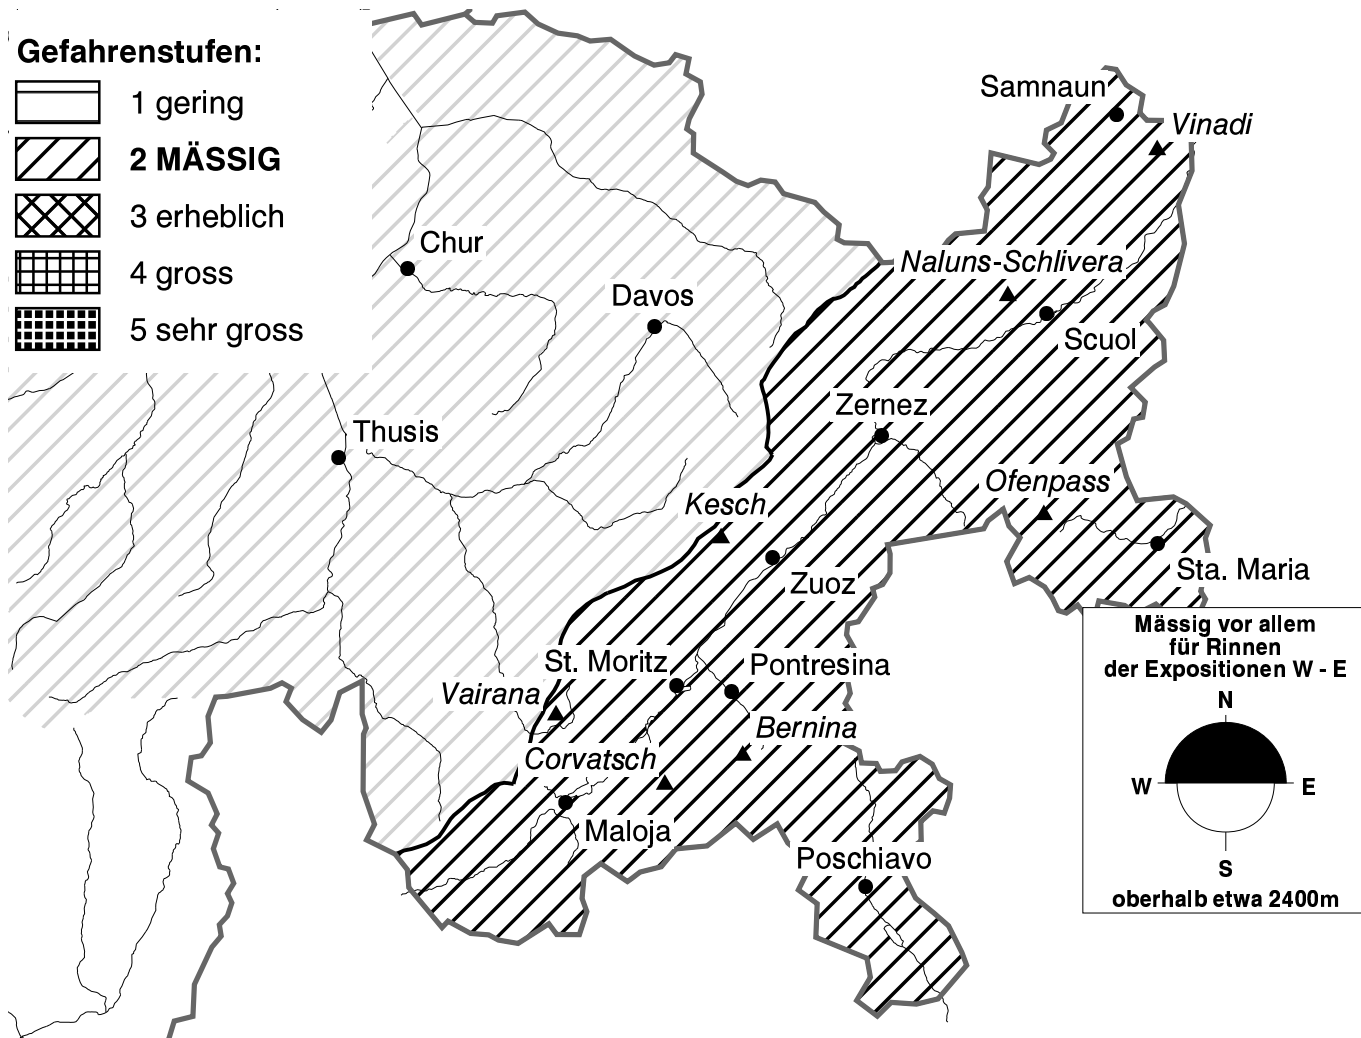 Gefahrenstufen:
1 gering
2 MÄSSIG
3 erheblich
4 gross
5 sehr gross
Samnaun
Vinadi
Chur
Naluns-Schlivera
Davos
Scuol
Zernez
Thusis
Ofenpass
Kesch
Sta. Maria
Zuoz
St. Moritz
Pontresina
Vairana
Bernina
Corvatsch
Maloja
Poschiavo
Mässig vor allem
für Rinnen
der Expositionen W - E
N
W E
S
oberhalb etwa 2400m